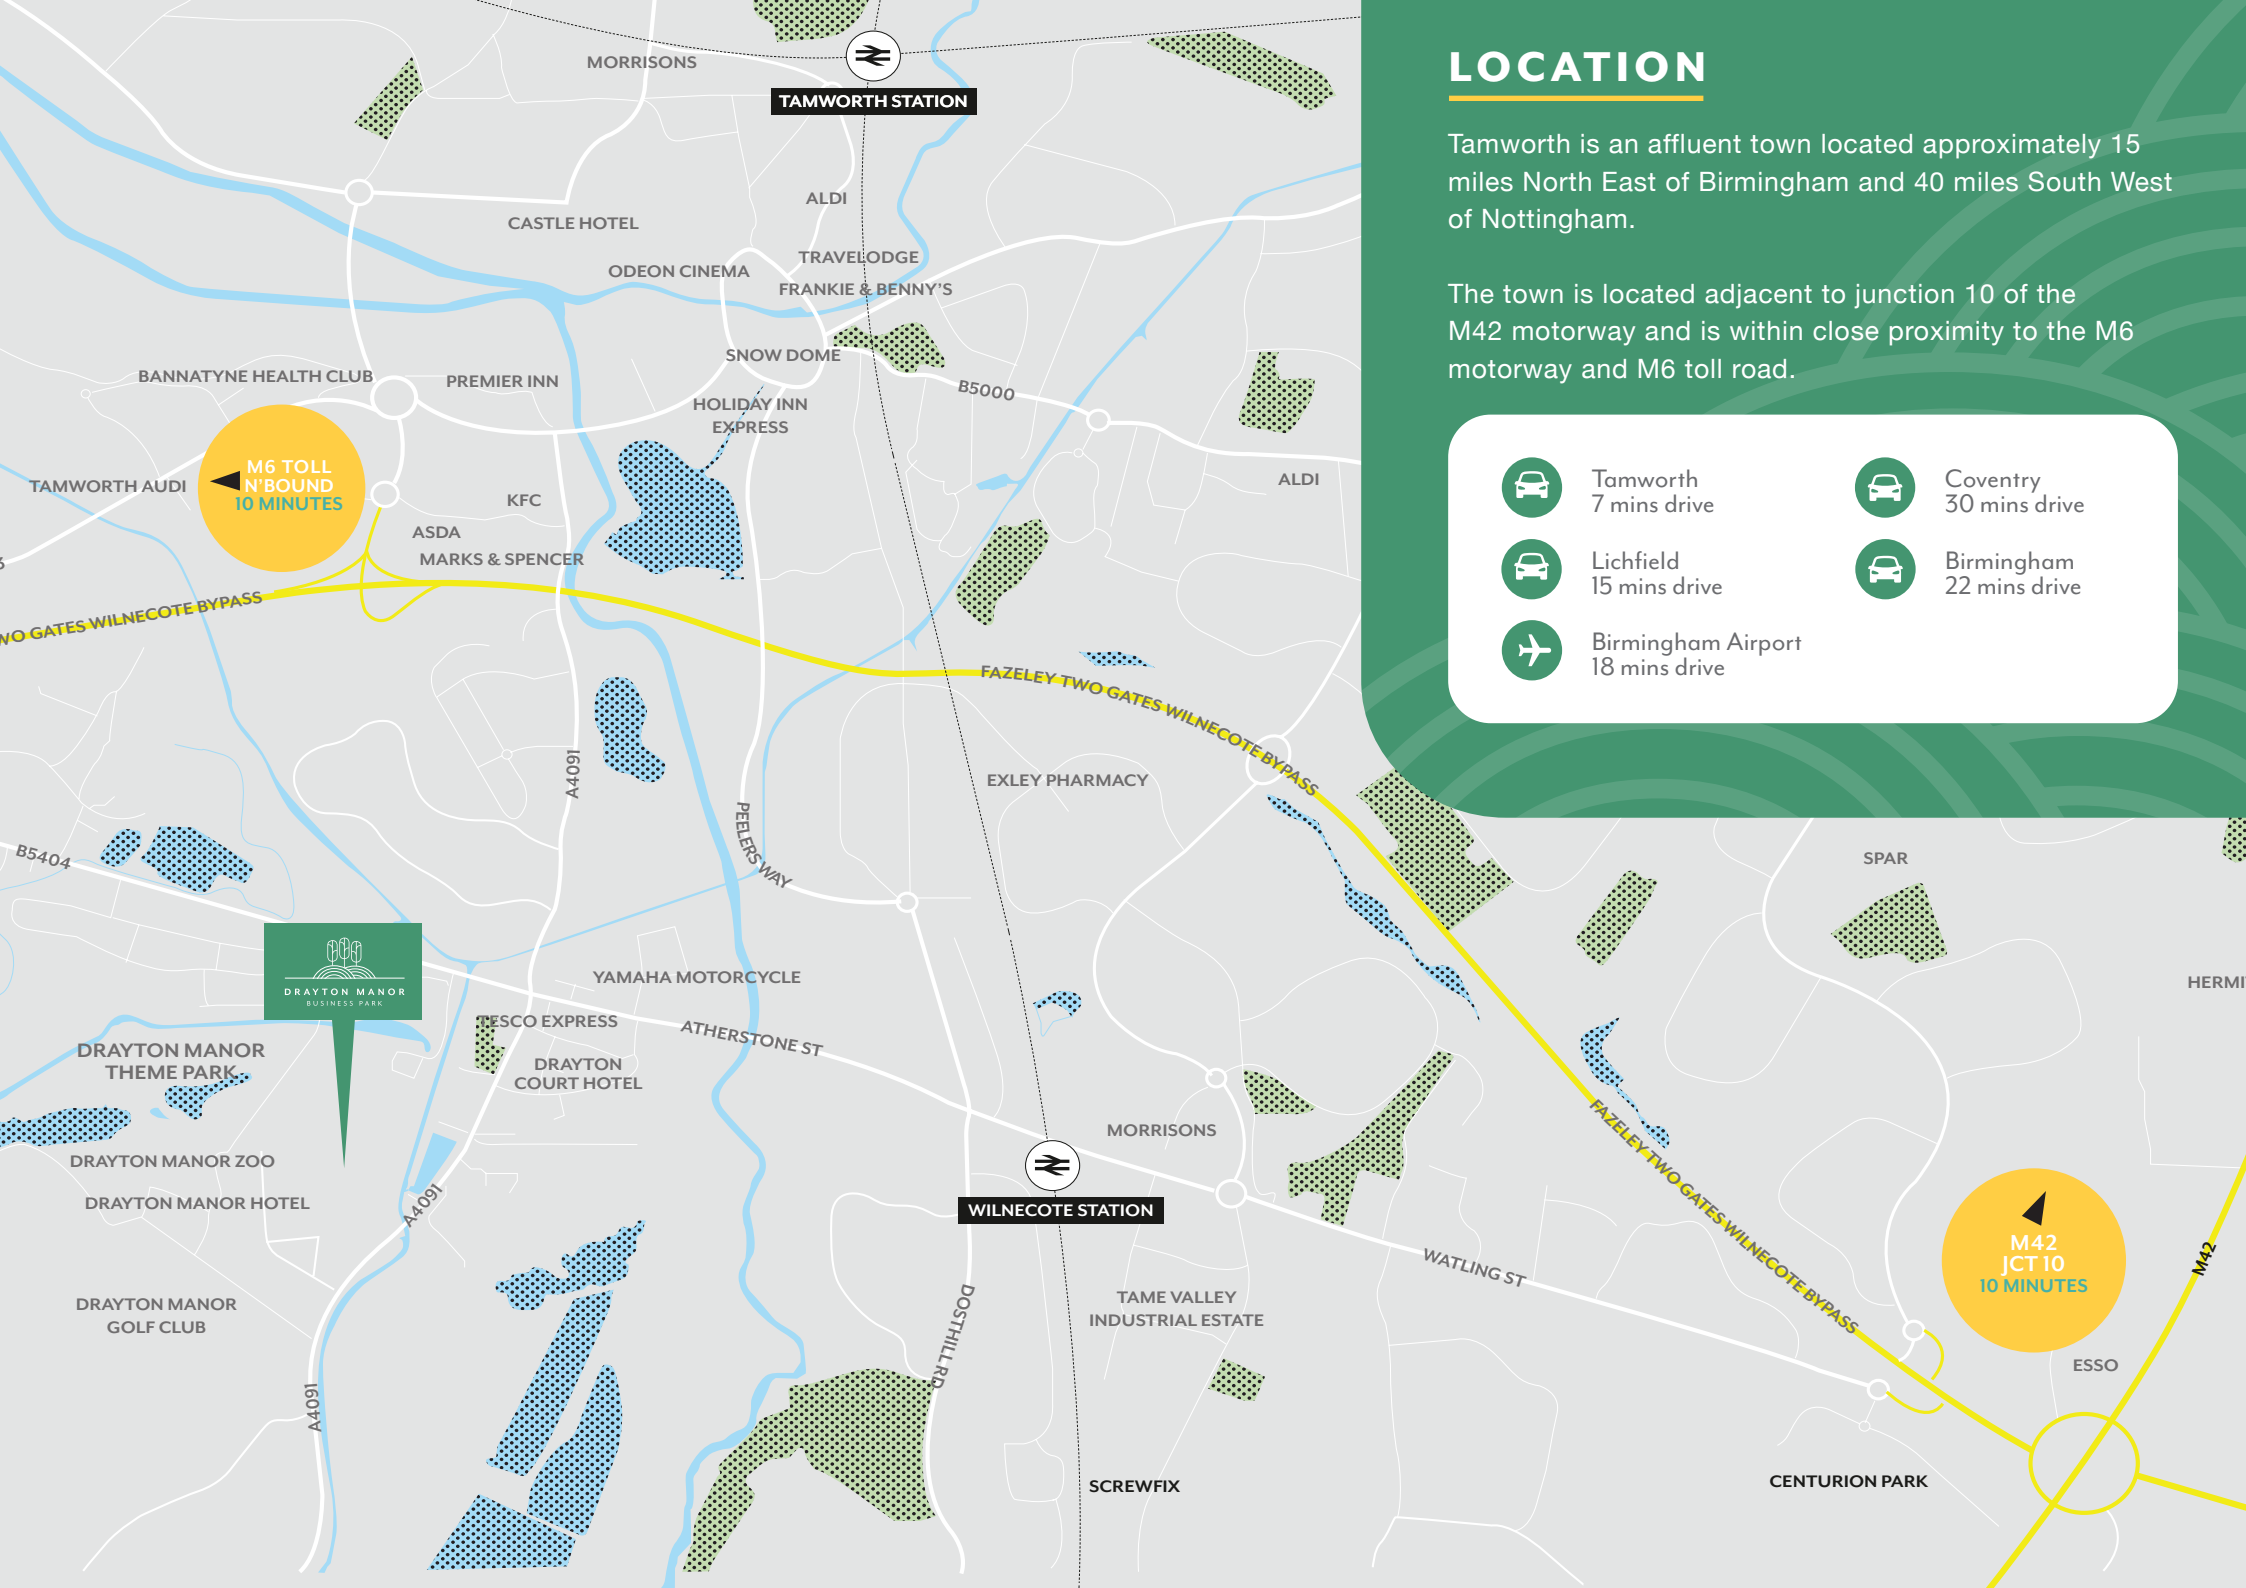 LOCATION
Tamworth is an affluent town located approximately 15
miles North East of Birmingham and 40 miles South West
of Nottingham.
The town is located adjacent to junction 10 of the
M42 motorway and is within close proximity to the M6
motorway and M6 toll road.
Tamworth
7 mins drive
Coventry
30 mins drive
Lichfield
15 mins drive
Birmingham
22 mins drive
Birmingham Airport
18 mins drive
MORRISONS
TAMWORTH STATION
ALDI
CASTLE HOTEL
TRAVELODGE
ODEON CINEMA
FRANKIE & BENNY'S
SNOW DOME
BANNATYNE HEALTH CLUB
PREMIER INN
B5000
HOLIDAY INN
EXPRESS
M6 TOLL
N'BOUND
10 MINUTES
TAMWORTH AUDI
ALDI
KFC
ASDA
MARKS & SPENCER
WO GATES WILNECOTE BYPASS
FAZELEY TWO GATES WILNECOTE BYPASS
A4091
EXLEY PHARMACY
PEELERS WAY
B5404
SPAR
DRAYTON MANOR
BUSINESS PARK
YAMAHA MOTORCYCLE
HERMI
TESCO EXPRESS
ATHERSTONE ST
DRAYTON MANOR
THEME PARK
DRAYTON
COURT HOTEL
MORRISONS
FAZELEY TWO GATES WILNECOTE BYPASS
DRAYTON MANOR ZOO
DRAYTON MANOR HOTEL
A4091
WILNECOTE STATION
WATLING ST
M42
JCT 10
10 MINUTES
M42
DRAYTON MANOR
GOLF CLUB
DOSTHILL RD
TAME VALLEY
INDUSTRIAL ESTATE
ESSO
A4091
SCREWFIX
CENTURION PARK